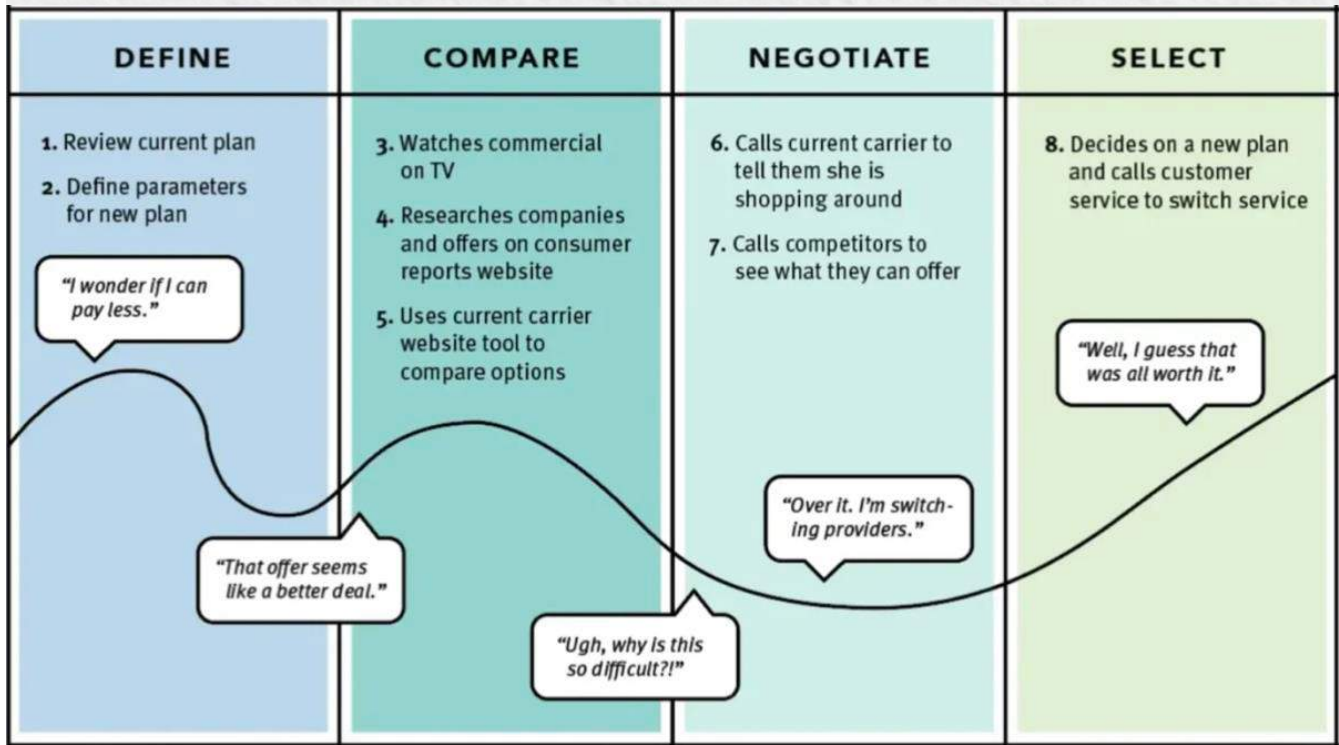 DEFINE
COMPARE
NEGOTIATE
SELECT
1. Review current plan
2. Define parameters
for new plan
“I wonder if I can
pay less.”
3. Watches commercial
on TV
4. Researches companies
and offers on consumer
reports website
5. Uses current carrier
website tool to
compare options
“That offer seems
like a better deal.”
6. Calls current carrier to
tell them she is
shopping around
7. Calls competitors to
see what they can offer
“Ugh, why is this
so difficult?!”
“Over it. I’m switch-
ing providers.”
8. Decides on a new plan
and calls customer
service to switch service
“Well, I guess that
was all worth it.”